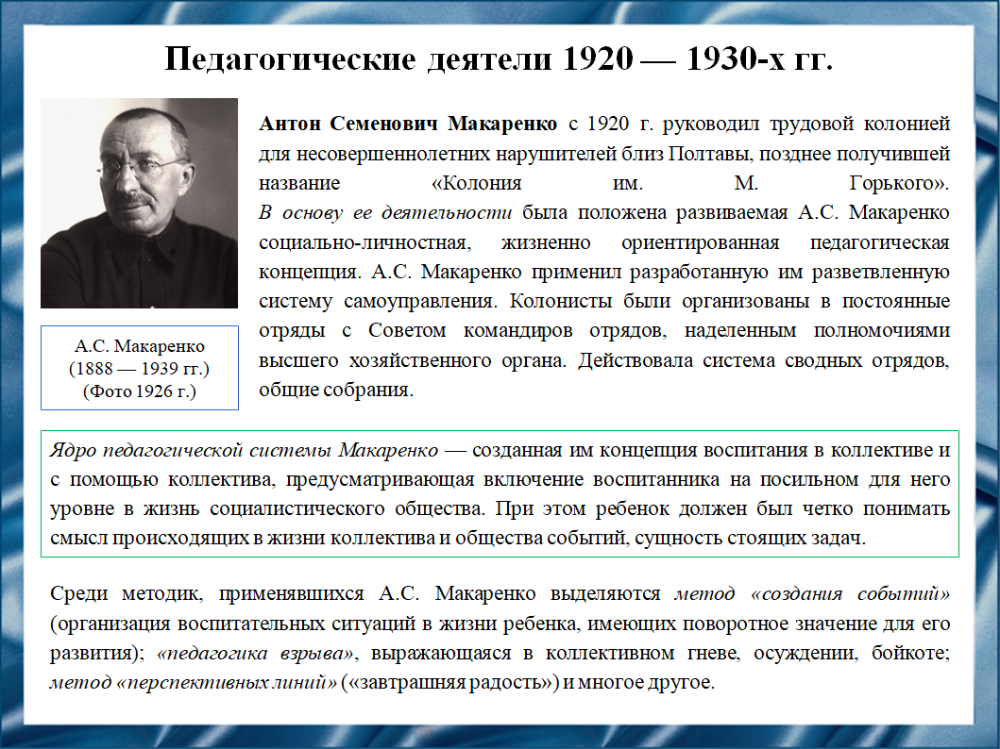 Педагогические деятели 1920 — 1930-х гг.
Антон Семенович Макаренко с 1920 г. руководил трудовой колонией
для несовершеннолетних нарушителей близ Полтавы, позднее получившей
название «Колония им. М. Горького».
В основу ее деятельности была положена развиваемая А.С. Макаренко
социально-личностная, жизненно ориентированная педагогическая
концепция. А.С. Макаренко применил разработанную им разветвленную
систему самоуправления. Колонисты были организованы в постоянные
отряды с Советом командиров отрядов, наделенным полномочиями
высшего хозяйственного органа. Действовала система сводных отрядов,
общие собрания.
А.С. Макаренко
(1888 — 1939 гг.)
(Фото 1926 г.)
Ядро педагогической системы Макаренко — созданная им концепция воспитания в коллективе и
с помощью коллектива, предусматривающая включение воспитанника на посильном для него
уровне в жизнь социалистического общества. При этом ребенок должен был четко понимать
смысл происходящих в жизни коллектива и общества событий, сущность стоящих задач.
Среди методик, применявшихся А.С. Макаренко выделяются метод «создания событий»
(организация воспитательных ситуаций в жизни ребенка, имеющих поворотное значение для его
развития); «педагогика взрыва», выражающаяся в коллективном гневе, осуждении, бойкоте;
метод «перспективных линий» («завтрашняя радость») и многое другое.